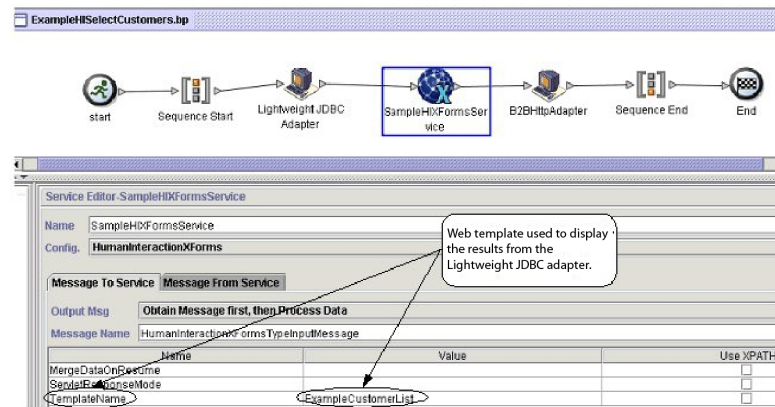 ExampleHISelectCustomers.bp
start
Sequence Start
Lightweight JDBC
Adapter
SampleHIXFormsSer
vice
B2BHttpAdapter
Sequence End
End
Service Editor-SampleHIXFormsService
Name SampleHIXFormsService
Config. HumanInteractionXForms
Web template used to display
the results from the
Lightweight JDBC adapter.
Message To Service Message From Service
Output Msg Obtain Message first, then Process Data
Message Name HumanInteractionXFormsTypeInputMessage
Name Value Use XPATH
MergeDataOnResume
ServletResponseMode
TemplateName ExampleCustomerList